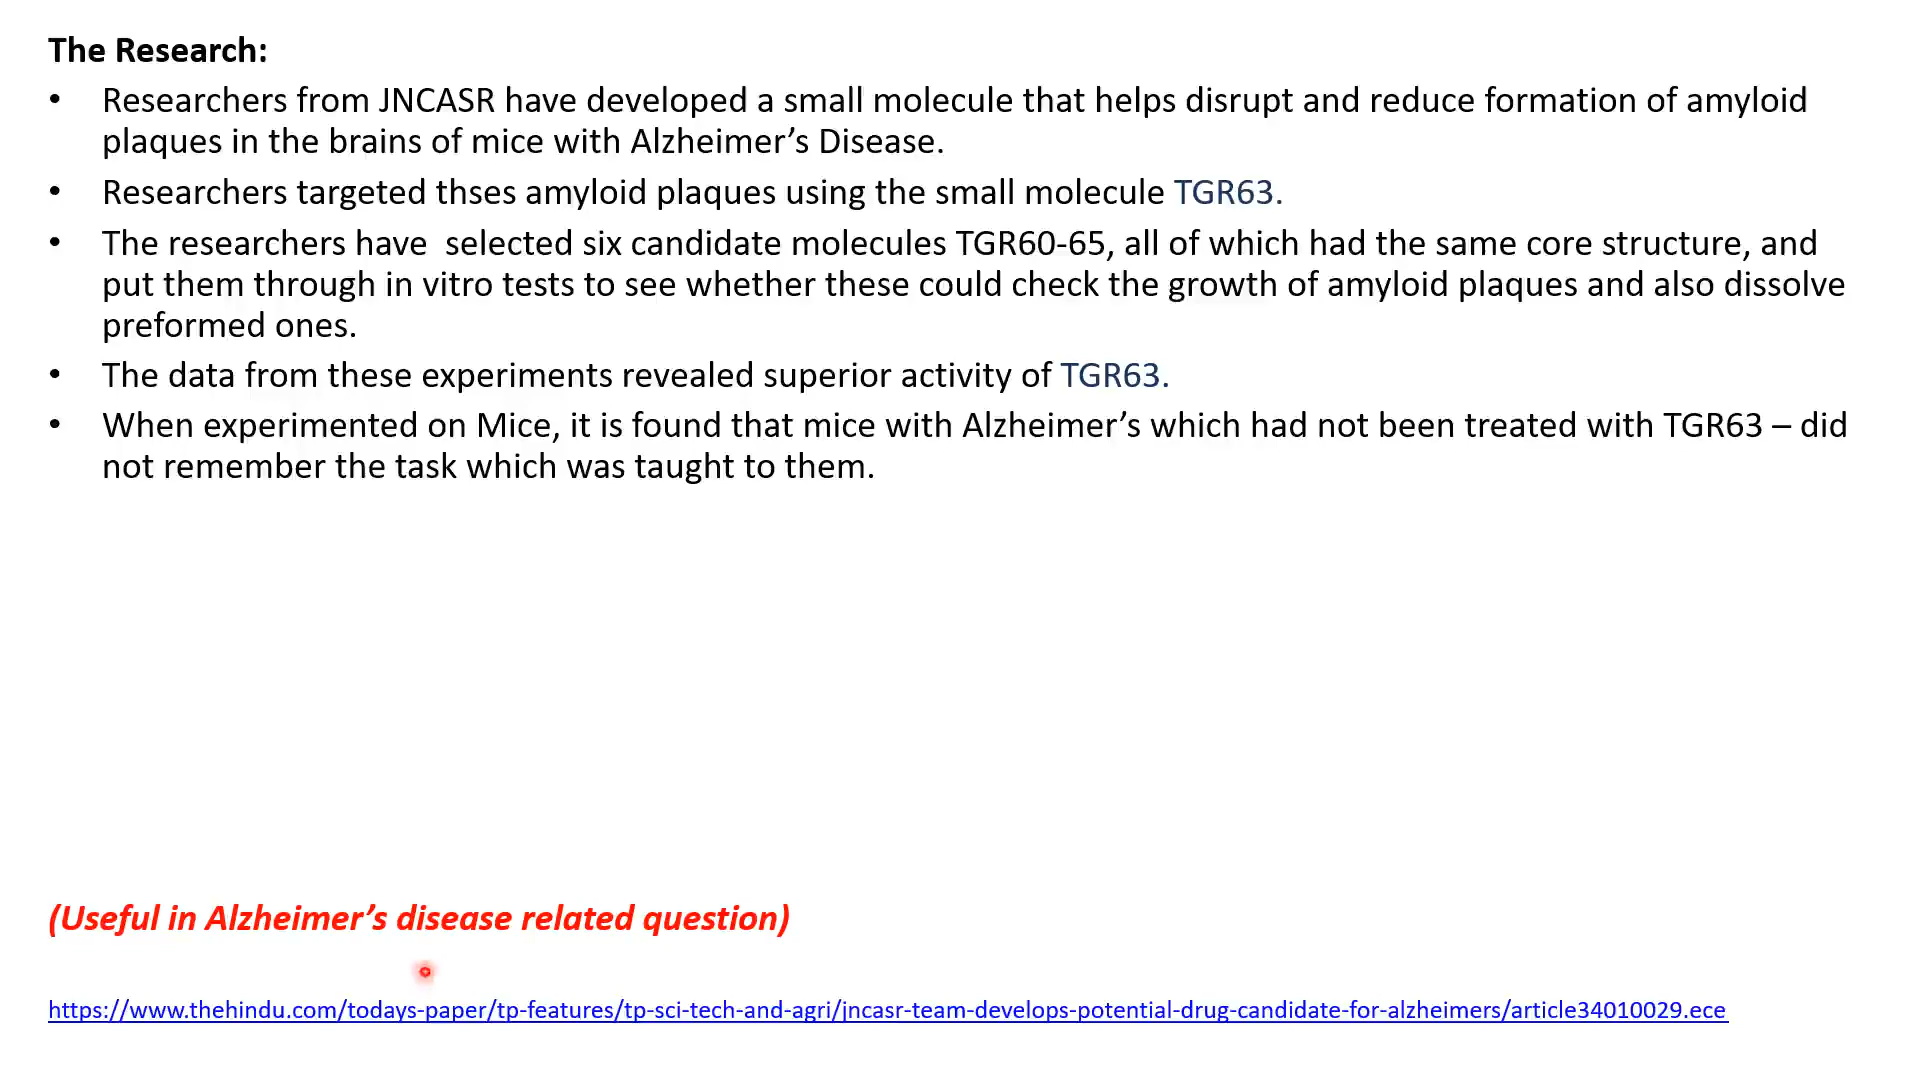 The Research:
• Researchers from JNCASR have developed a small molecule that helps disrupt and reduce formation of amyloid
plaques in the brains of mice with Alzheimer’s Disease.
• Researchers targeted thses amyloid plaques using the small molecule TGR63.
• The researchers have  selected six candidate molecules TGR60-65, all of which had the same core structure, and
put them through in vitro tests to see whether these could check the growth of amyloid plaques and also dissolve
preformed ones.
• The data from these experiments revealed superior activity of TGR63.
• When experimented on Mice, it is found that mice with Alzheimer’s which had not been treated with TGR63 – did
not remember the task which was taught to them.
(Useful in Alzheimer’s disease related question)
https://www.thehindu.com/todays-paper/tp-features/tp-sci-tech-and-agri/jncasr-team-develops-potential-drug-candidate-for-alzheimers/article34010029.ece